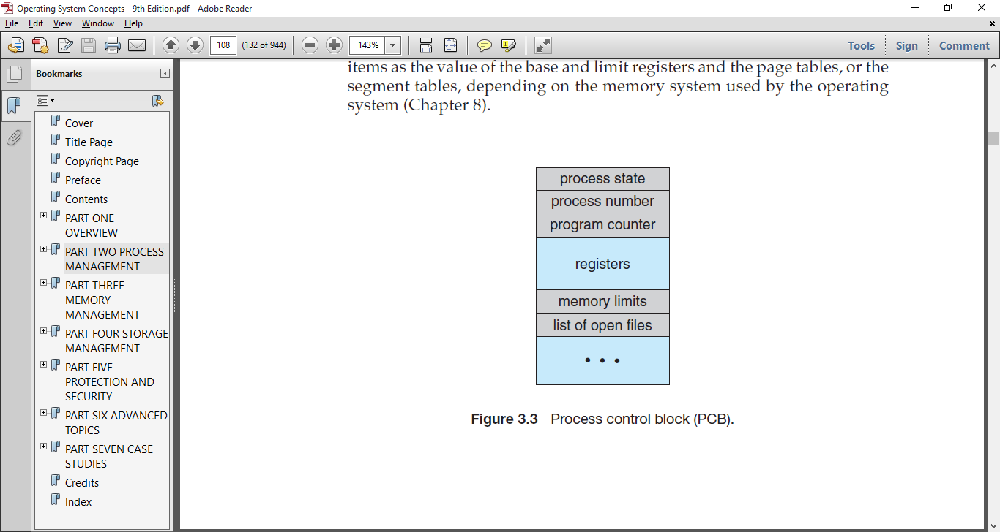 Operating System Concepts - 9th Edition.pdf - Adobe Reader
File Edit View Window Help
108 (132 of 944) 143% Tools Sign Comment
Bookmarks
Cover
Title Page
Copyright Page
Preface
Contents
PART ONE
OVERVIEW
PART TWO PROCESS
MANAGEMENT
PART THREE
MEMORY
MANAGEMENT
PART FOUR STORAGE
MANAGEMENT
PART FIVE
PROTECTION AND
SECURITY
PART SIX ADVANCED
TOPICS
PART SEVEN CASE
STUDIES
Credits
Index
items as the value of the base and limit registers and the page tables, or the
segment tables, depending on the memory system used by the operating
system (Chapter 8).
process state
process number
program counter
registers
memory limits
list of open files
• • •
Figure 3.3 Process control block (PCB).